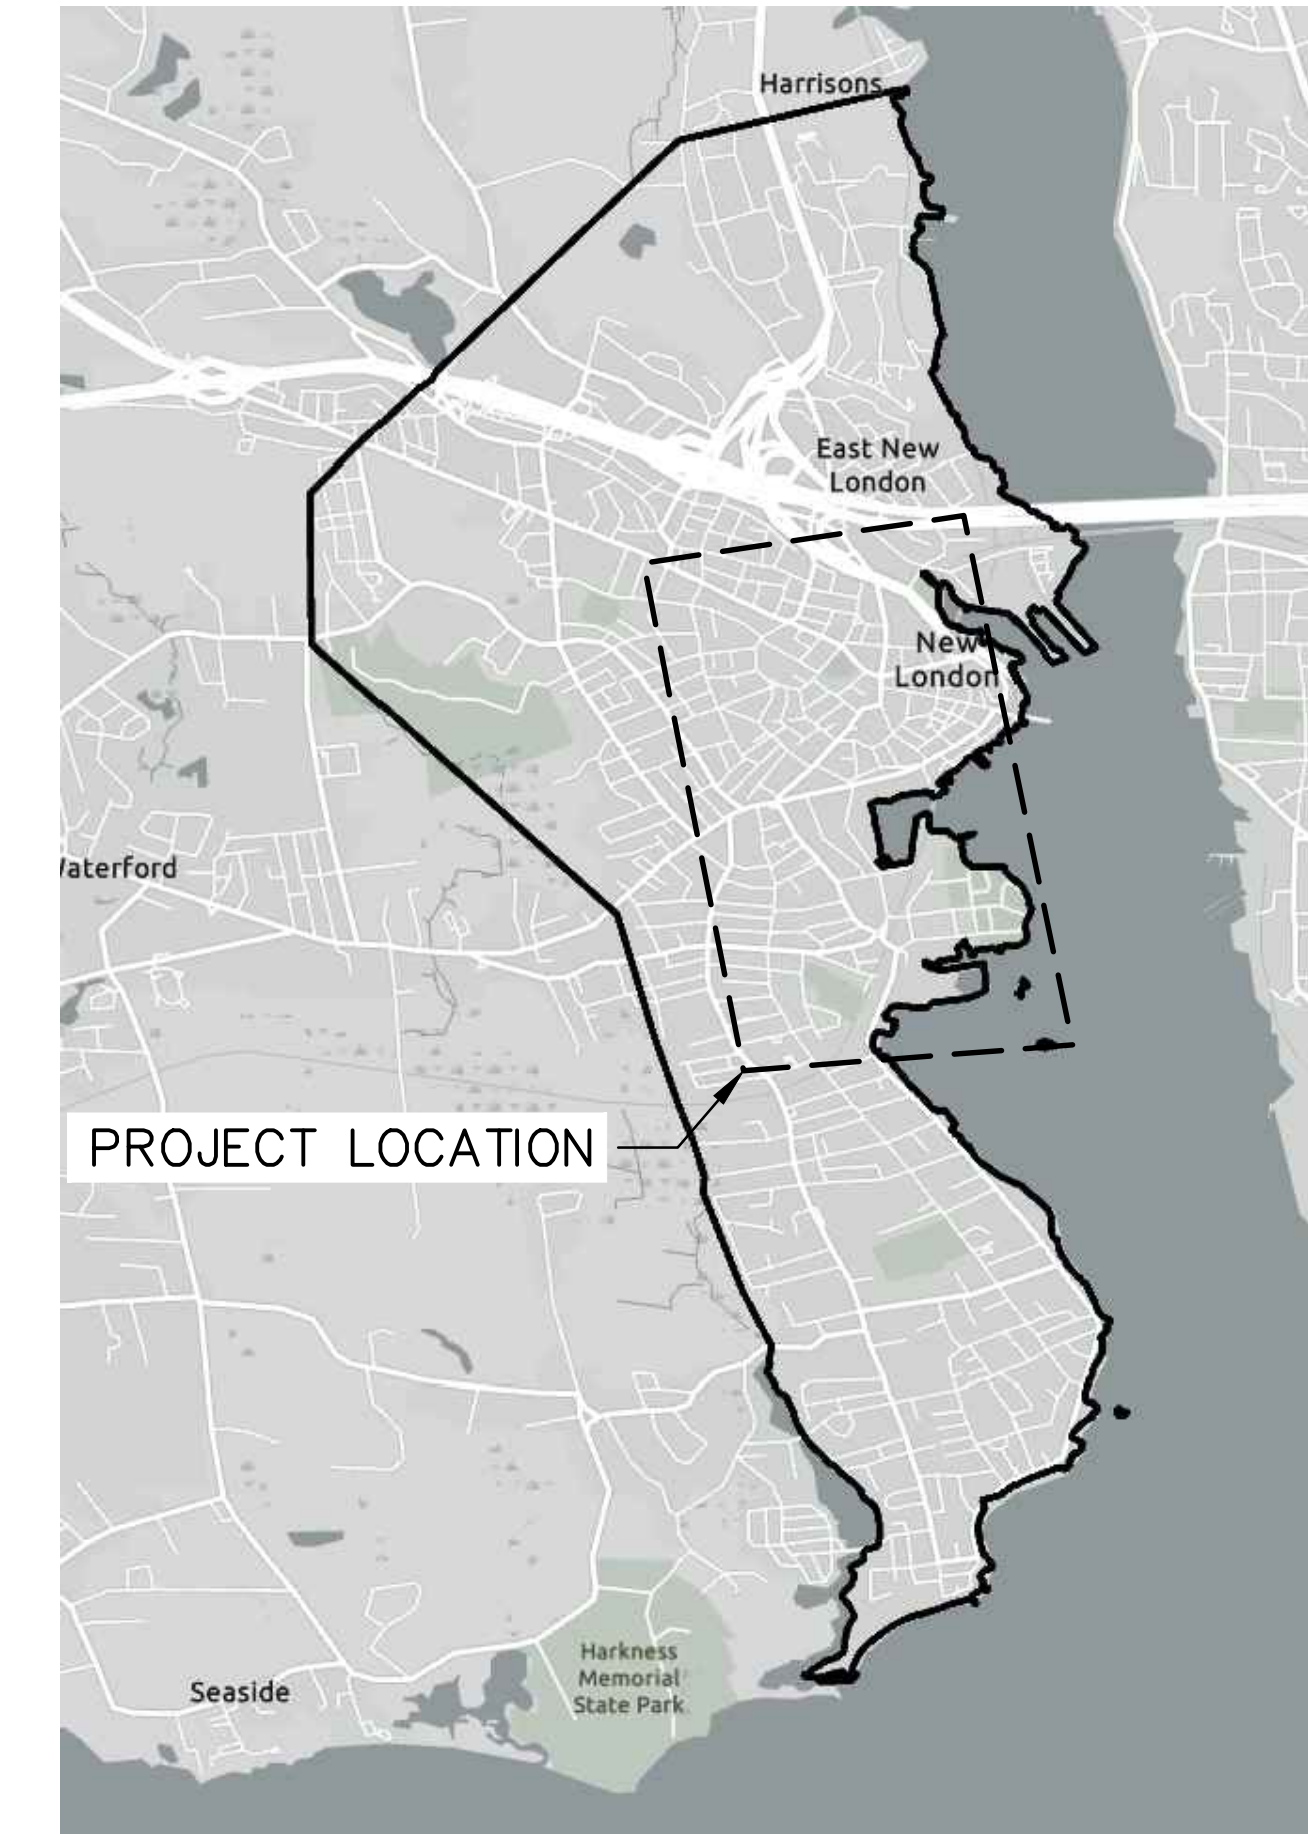 Harrisons
East New
London
New
London
Waterford
PROJECT LOCATION
Harkness
Memorial
State Park
Seaside